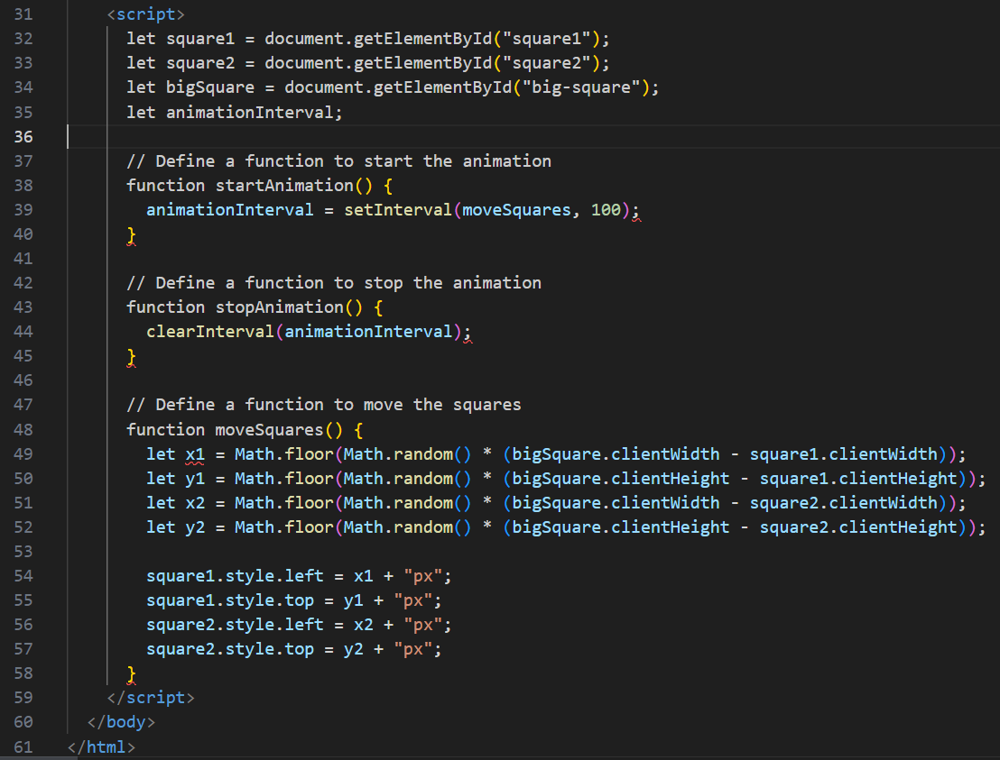 31 <script>
32 let square1 = document.getElementById("square1");
33 let square2 = document.getElementById("square2");
34 let bigSquare = document.getElementById("big-square");
35 let animationInterval;
36
37 // Define a function to start the animation
38 function startAnimation() {
39 animationInterval = setInterval(moveSquares, 100);
40 }
41
42 // Define a function to stop the animation
43 function stopAnimation() {
44 clearInterval(animationInterval);
45 }
46
47 // Define a function to move the squares
48 function moveSquares() {
49 let x1 = Math.floor(Math.random() * (bigSquare.clientWidth - square1.clientWidth));
50 let y1 = Math.floor(Math.random() * (bigSquare.clientHeight - square1.clientHeight));
51 let x2 = Math.floor(Math.random() * (bigSquare.clientWidth - square2.clientWidth));
52 let y2 = Math.floor(Math.random() * (bigSquare.clientHeight - square2.clientHeight));
53
54 square1.style.left = x1 + "px";
55 square1.style.top = y1 + "px";
56 square2.style.left = x2 + "px";
57 square2.style.top = y2 + "px";
58 }
59 </script>
60 </body>
61 </html>